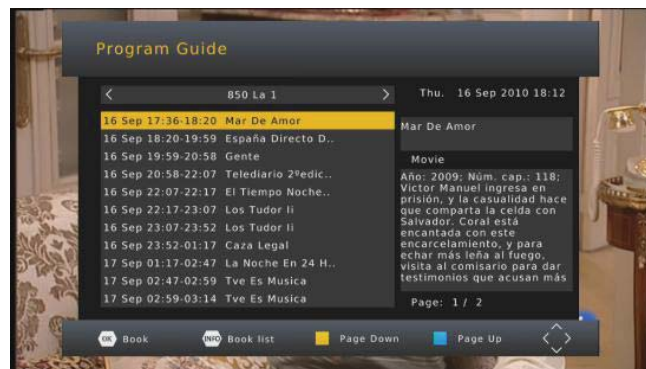 Program Guide
850 La 1
Thu. 16 Sep 2010 18:12
16 Sep 17:36-18:20 Mar De Amor
16 Sep 18:20-19:59 España Directo D..
16 Sep 19:59-20:58 Gente
16 Sep 20:58-22:07 Telediario 2ªedic..
16 Sep 22:07-22:17 El Tiempo Noche..
16 Sep 22:17-23:07 Los Tudor Ii
16 Sep 23:07-23:52 Los Tudor Ii
16 Sep 23:52-01:17 Caza Legal
17 Sep 01:17-02:47 La Noche En 24 H..
17 Sep 02:47-02:59 Tve Es Musica
17 Sep 02:59-03:14 Tve Es Musica
Mar De Amor
Movie
Año: 2009; Núm. cap.: 118;
Victor Manuel ingresa en
prisión, y la casualidad hace
que comparta la celda con
Salvador. Coral está
encantada con este
encarcelamiento, y para
echar más leña al fuego,
visita al comisario para dar
testimonios que acusan más
Page: 1/ 2
OK Book
INFO Book list
Page Down
Page Up